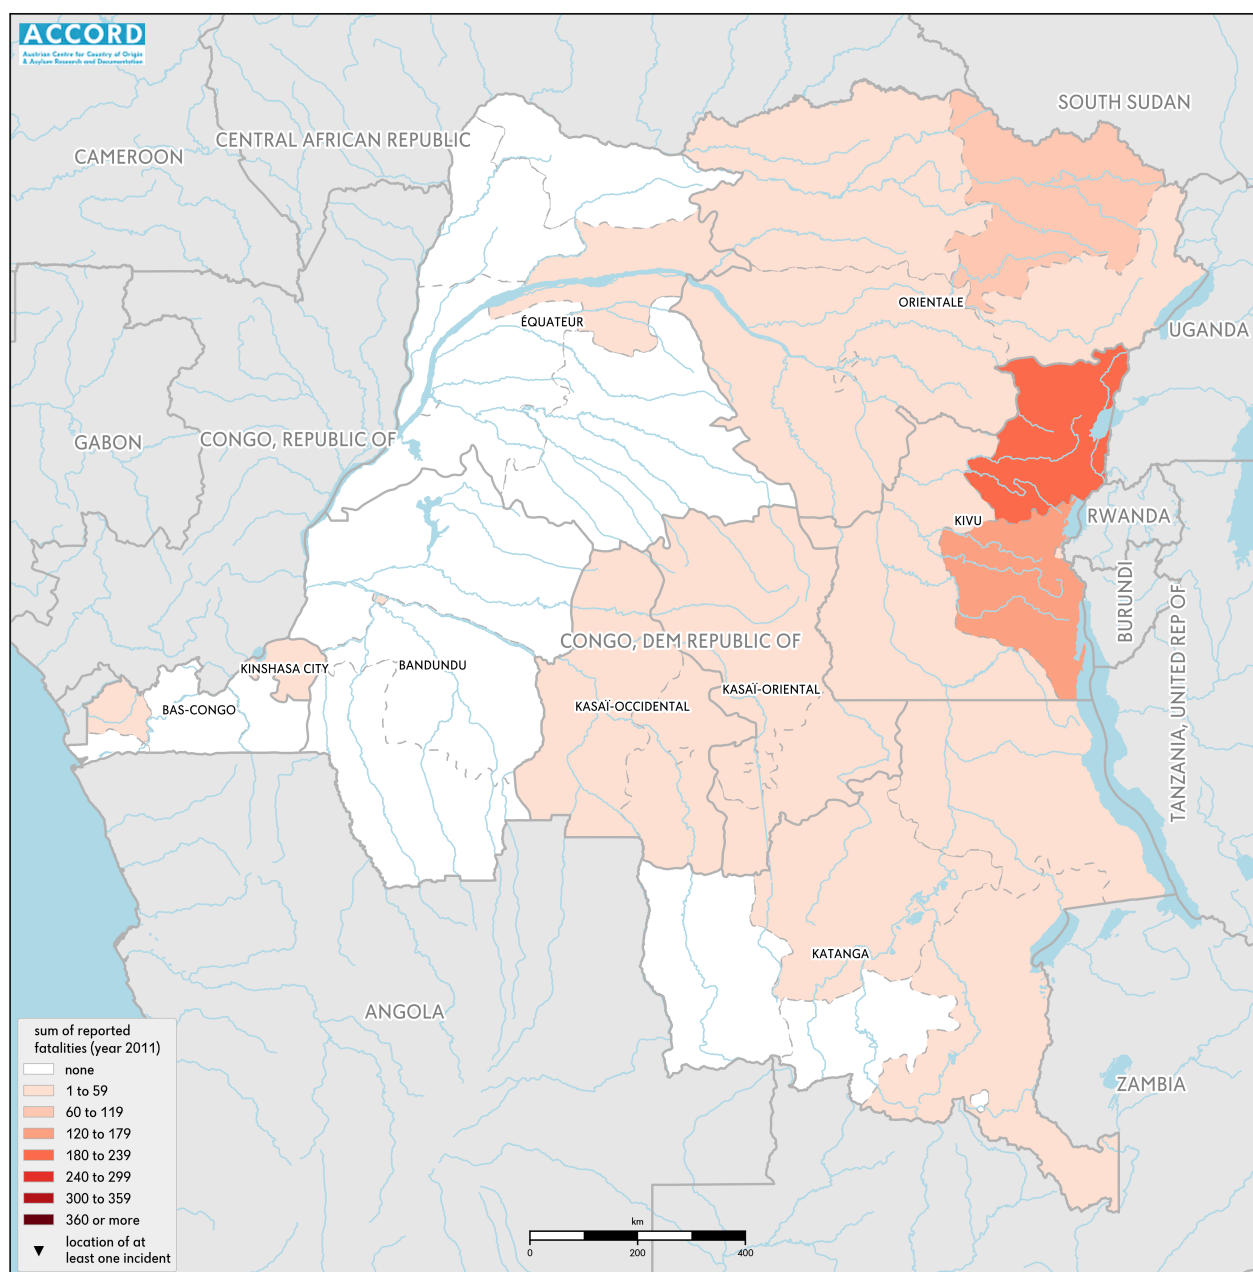 ACCORD
Austrian Centre for Country of Origin
& Asylum Research and Documentation
SOUTH SUDAN
CENTRAL AFRICAN REPUBLIC
CAMEROON
ORIENTALE
ÉQUATEUR
UGANDA
GABON
CONGO, REPUBLIC OF
KIVU
RWANDA
BURUNDI
TANZANIA, UNITED REP OF
CONGO, DEM REPUBLIC OF
KINSHASA CITY
BANDUNDU
KASAÏ-ORIENTAL
BAS-CONGO
KASAÏ-OCCIDENTAL
KATANGA
ANGOLA
ZAMBIA
sum of reported
fatalities (year 2011)
none
1 to 59
60 to 119
120 to 179
180 to 239
240 to 299
300 to 359
360 or more
location of at
least one incident
km
0 200 400